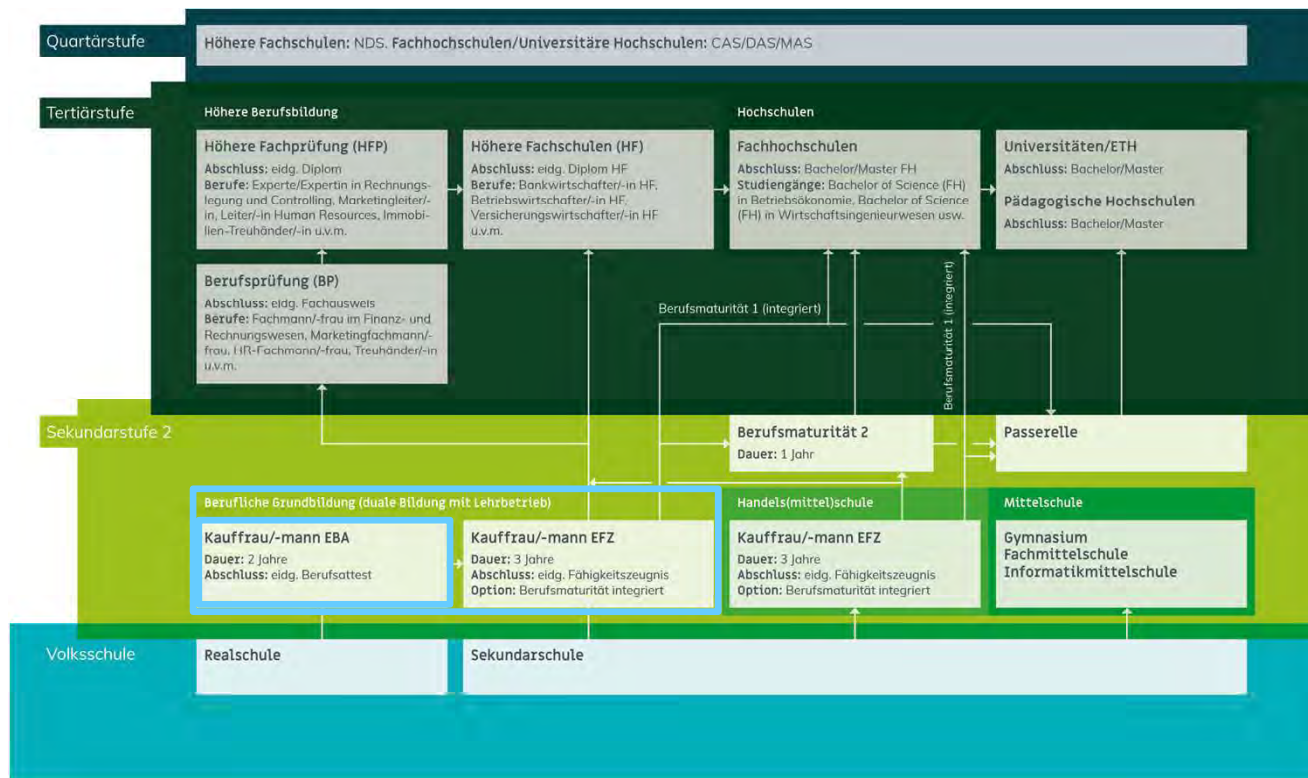 Quartärstufe
Höhere Fachschulen: NDS. Fachhochschulen/Universitäre Hochschulen: CAS/DAS/MAS
Tertiärstufe
Höhere Berufsbildung
Hochschulen
Höhere Fachprüfung (HFP)
Abschluss: eidg. Diplom
Berufe: Experte/Expertin in Rechnungs-
legung und Controlling, Marketingleiter/-
in, Leiter/-in Human Resources, Immobi-
lien-Treuhänder/-in u.v.m.
Höhere Fachschulen (HF)
Abschluss: eidg. Diplom HF
Berufe: Bankwirtschafter/-in HF,
Betriebswirtschafter/-in HF,
Versicherungswirtschafter/-in HF
u.v.m.
Fachhochschulen
Abschluss: Bachelor/Master FH
Studiengänge: Bachelor of Science (FH)
in Betriebsökonomie, Bachelor of Science
(FH) in Wirtschaftsingenieurwesen usw.
Universitäten/ETH
Abschluss: Bachelor/Master
Pädagogische Hochschulen
Abschluss: Bachelor/Master
Berufsprüfung (BP)
Abschluss: eidg. Fachausweis
Berufe: Fachmann/-frau im Finanz- und
Rechnungswesen, Marketingfachmann/-
frau, HR-Fachmann/-frau, Treuhänder/-in
u.v.m.
Berufsmaturität 1 (integriert)
Berufsmaturität 1 (integriert)
Sekundarstufe 2
Berufsmaturität 2
Dauer: 1 Jahr
Passerelle
Berufliche Grundbildung (duale Bildung mit Lehrbetrieb)
Handels(mittel)schule
Mittelschule
Kauffrau/-mann EBA
Dauer: 2 Jahre
Abschluss: eidg. Berufsattest
Kauffrau/-mann EFZ
Dauer: 3 Jahre
Abschluss: eidg. Fähigkeitszeugnis
Option: Berufsmaturität integriert
Kauffrau/-mann EFZ
Dauer: 3 Jahre
Abschluss: eidg. Fähigkeitszeugnis
Option: Berufsmaturität integriert
Gymnasium
Fachmittelschule
Informatikmittelschule
Volksschule
Realschule
Sekundarschule